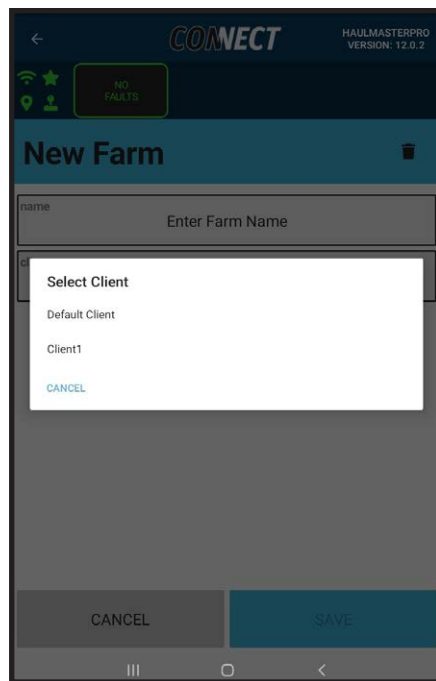 CONNECT
HAULMASTERPRO
VERSION: 12.0.2
NO
FAULTS
New Farm
name
Enter Farm Name
cl
Select Client
Default Client
Client1
CANCEL
CANCEL
SAVE